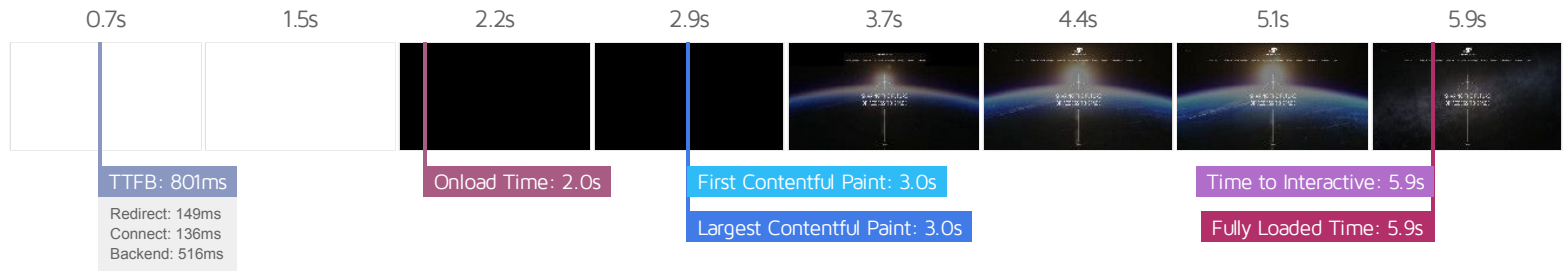 0.7s
1.5s
2.2s
2.9s
3.7s
4.4s
5.1s
5.9s
TTFB: 801ms
Redirect: 149ms
Connect: 136ms
Backend: 516ms
Onload Time: 2.0s
First Contentful Paint: 3.0s
Largest Contentful Paint: 3.0s
Time to Interactive: 5.9s
Fully Loaded Time: 5.9s